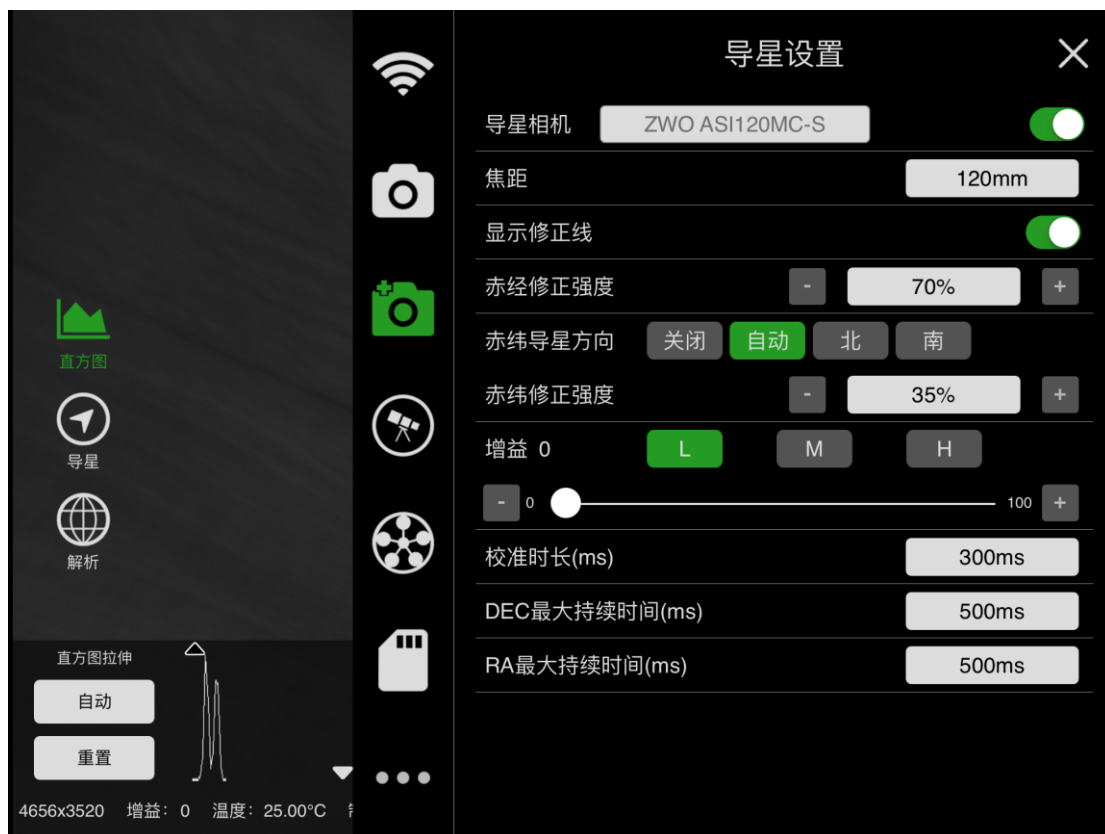 导星设置
导星相机 ZWO ASI120MC-S
焦距 120mm
显示修正线
赤经修正强度 - 70% +
赤纬导星方向 关闭 自动 北 南
赤纬修正强度 - 35% +
增益 0 L M H
- 0 100 +
校准时长(ms) 300ms
DEC最大持续时间(ms) 500ms
RA最大持续时间(ms) 500ms
直方图
导星
解析
直方图拉伸
自动
重置
4656x3520 增益: 0 温度: 25.00°C